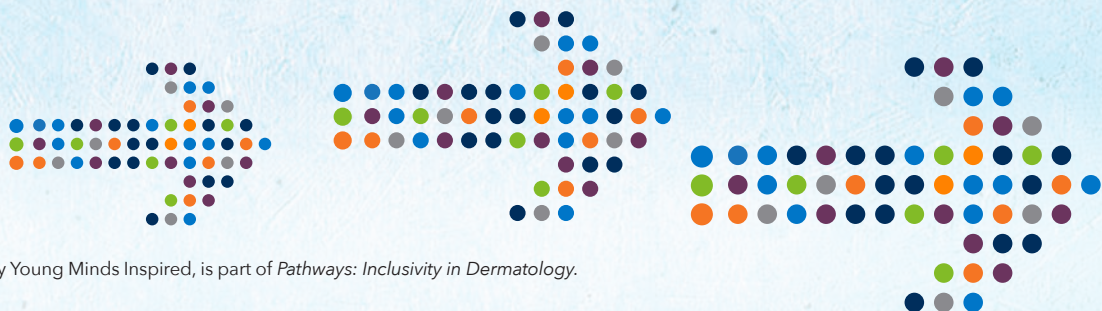 y Young Minds Inspired, is part of Pathways: Inclusivity in Dermatology.